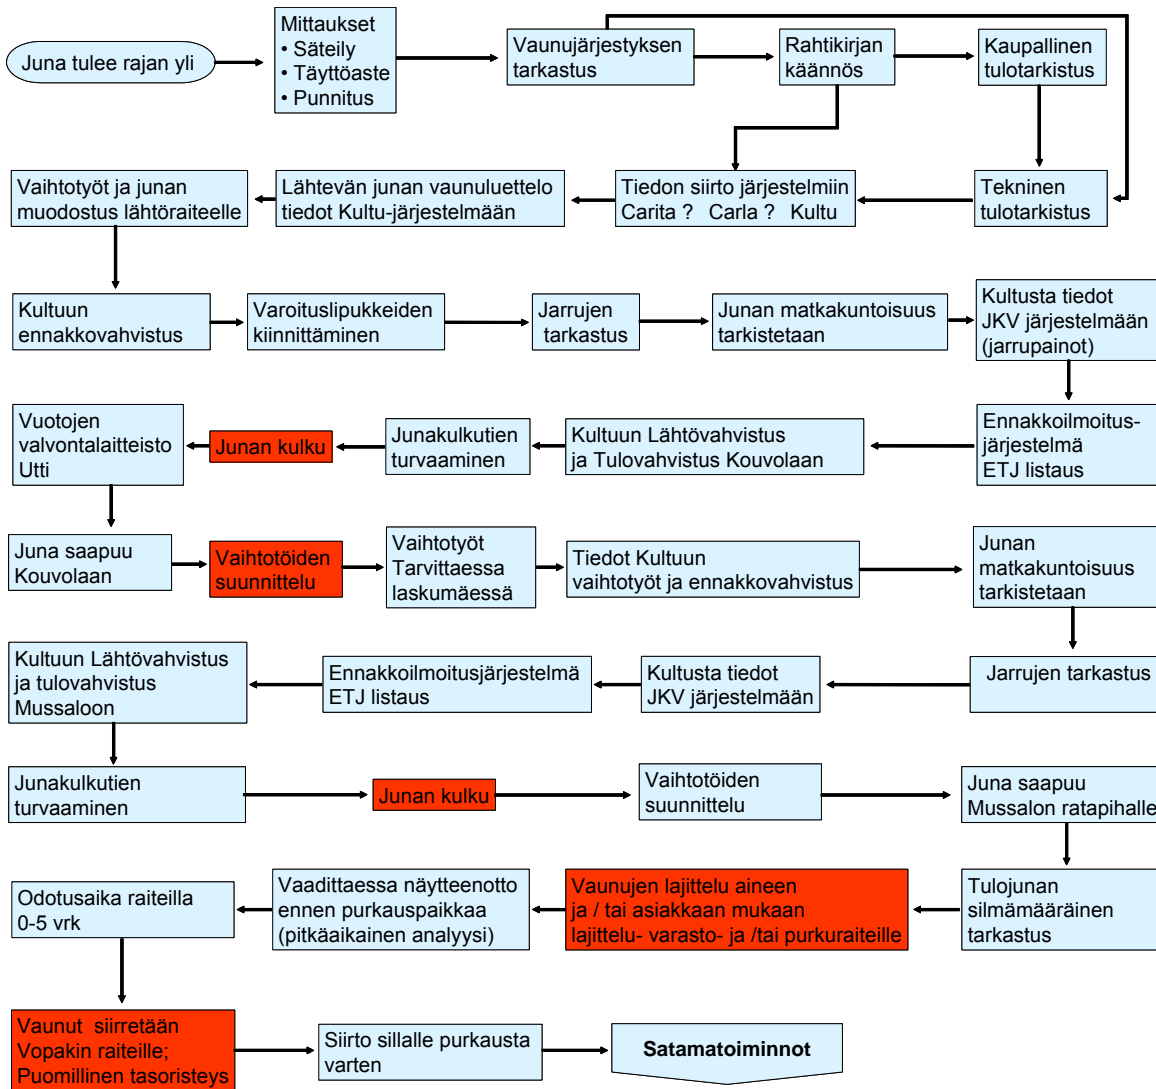 Juna tulee rajan yli
Mittaukset
• Säteily
• Täyttöaste
• Punnitus
Vaunujärjestyksen
tarkastus
Rahtikirjan
käännös
Kaupallinen
tulotarkistus
Tekninen
tulotarkistus
Tiedon siirto järjestelmiin
Carita ? Carla ? Kultu
Lähtevän junan vaunuluettelo
tiedot Kultu-järjestelmään
Vaihtotyöt ja junan
muodostus lähtöraiteelle
Kultuun
ennakkovahvistus
Varoituslipukkeiden
kiinnittäminen
Jarrujen
tarkastus
Junan matkakuntoisuus
tarkistetaan
Kultusta tiedot
JKV järjestelmään
(jarrupainot)
Ennakkoilmoitus-
järjestelmä
ETJ listaus
Kultuun Lähtövahvistus
ja Tulovahvistus Kouvolaan
Junakulkutien
turvaaminen
Junan kulku
Vuotojen
valvontalaitteisto
Utti
Juna saapuu
Kouvolaan
Vaihtotöiden
suunnittelu
Vaihtotyöt
Tarvittaessa
laskumäessä
Tiedot Kultuun
vaihtotyöt ja ennakkovahvistus
Junan
matkakuntoisuus
tarkistetaan
Jarrujen tarkastus
Kultusta tiedot
JKV järjestelmään
Ennakkoilmoitusjärjestelmä
ETJ listaus
Kultuun Lähtövahvistus
ja tulovahvistus
Mussaloon
Junakulkutien
turvaaminen
Junan kulku
Vaihtotöiden
suunnittelu
Juna saapuu
Mussalon ratapihalle
Tulojunan
silmämääräinen
tarkastus
Vaunujen lajittelu aineen
ja / tai asiakkaan mukaan
lajittelu- varasto- ja /tai purkuraiteille
Vaadittaessa näytteenotto
ennen purkauspaikkaa
(pitkäaikainen analyysi)
Odotusaika raiteilla
0-5 vrk
Vaunut siirretään
Vopakin raiteille;
Puomillinen tasoristeys
Siirto sillalle purkausta
varten
Satamatoiminnot